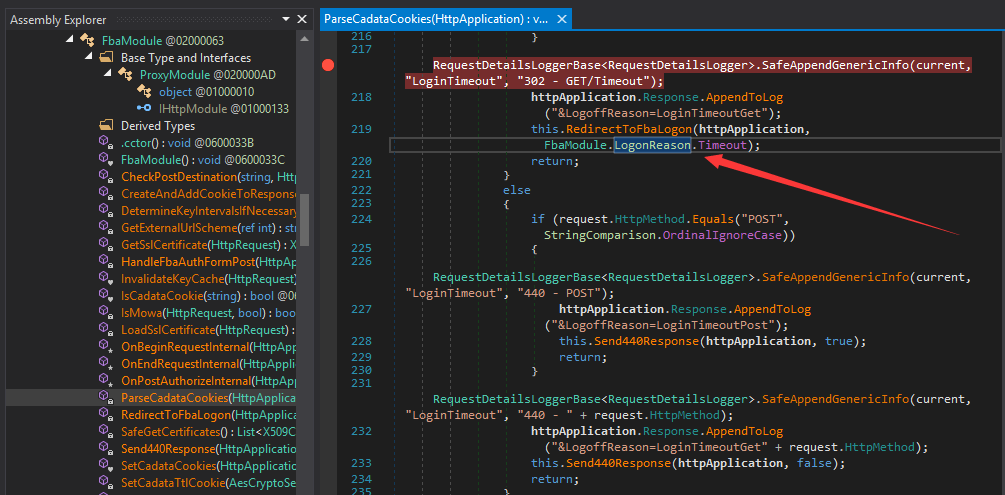 Assembly Explorer
FbaModule @02000063
Base Type and Interfaces
ProxyModule @020000AD
object @01000010
IHttpModule @01000133
Derived Types
.cctor() : void @0600033B
FbaModule() : void @0600033C
CheckPostDestination(string, Ht
CreateAndAddCookieToRespons
DetermineKeyIntervalsIfNecessary
GetExternalUrlScheme(ref int) : st
GetSslCertificate(HttpRequest) : X
HandleFbaAuthFormPost(HttpAp
InvalidateKeyCache(HttpRequest)
IsCadataCookie(string) : bool @06
IsMowa(HttpRequest, bool) : boo
LoadSslCertificate(HttpRequest) :
OnBeginRequestInternal(HttpApp
OnEndRequestInternal(HttpApplic
OnPostAuthorizeInternal(HttpApp
ParseCadataCookies(HttpApplica
RedirectToFbaLogon(HttpApplica
SafeGetCertificates() : List<X509C
Send440Response(HttpApplication
SetCadataCookies(HttpApplication
SetCadataTtlCookie(AesCryptoSe
ParseCadataCookies(HttpApplication) : v...
216 }
217
RequestDetailsLoggerBase<RequestDetailsLogger>.SafeAppendGenericInfo(current,
"LoginTimeout", "302 - GET/Timeout");
218 httpApplication.Response.AppendToLog
("&LogoffReason=LoginTimeoutGet");
219 this.RedirectToFbaLogon(httpApplication,
FbaModule.LogonReason.Timeout);
220 return;
221 }
222 else
223 {
224 if (request.HttpMethod.Equals("POST",
StringComparison.OrdinalIgnoreCase))
225 {
226
RequestDetailsLoggerBase<RequestDetailsLogger>.SafeAppendGenericInfo(current,
"LoginTimeout", "440 - POST");
227 httpApplication.Response.AppendToLog
("&LogoffReason=LoginTimeoutPost");
228 this.Send440Response(httpApplication, true);
229 return;
230 }
231
RequestDetailsLoggerBase<RequestDetailsLogger>.SafeAppendGenericInfo(current,
"LoginTimeout", "440 - " + request.HttpMethod);
232 httpApplication.Response.AppendToLog
("&LogoffReason=LoginTimeoutGet" + request.HttpMethod);
233 this.Send440Response(httpApplication, false);
234 return;
235 }